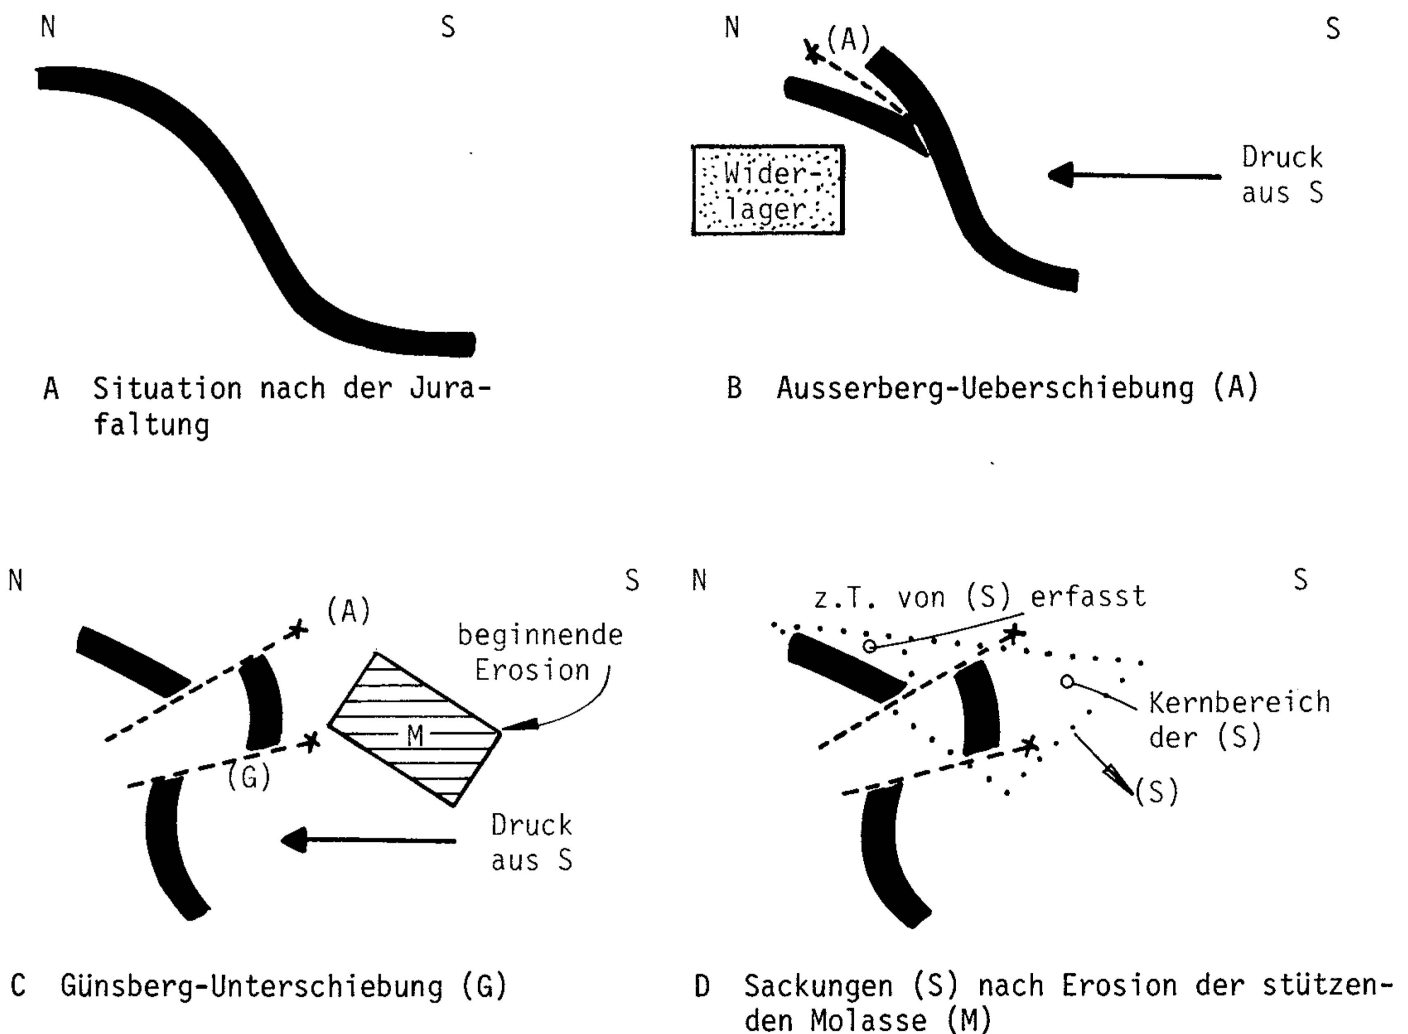 N
S
A Situation nach der Jura-
faltung
N
S
(A)
Wider-
lager
Druck
aus S
B Ausserberg-Ueberschiebung (A)
N
S
(A)
beginnende
Erosion
M
(G)
Druck
aus S
C Günsberg-Unterschiebung (G)
N
S
z.T. von (S) erfasst
Kernbereich
der (S)
(S)
D Sackungen (S) nach Erosion der stützen-
den Molasse (M)